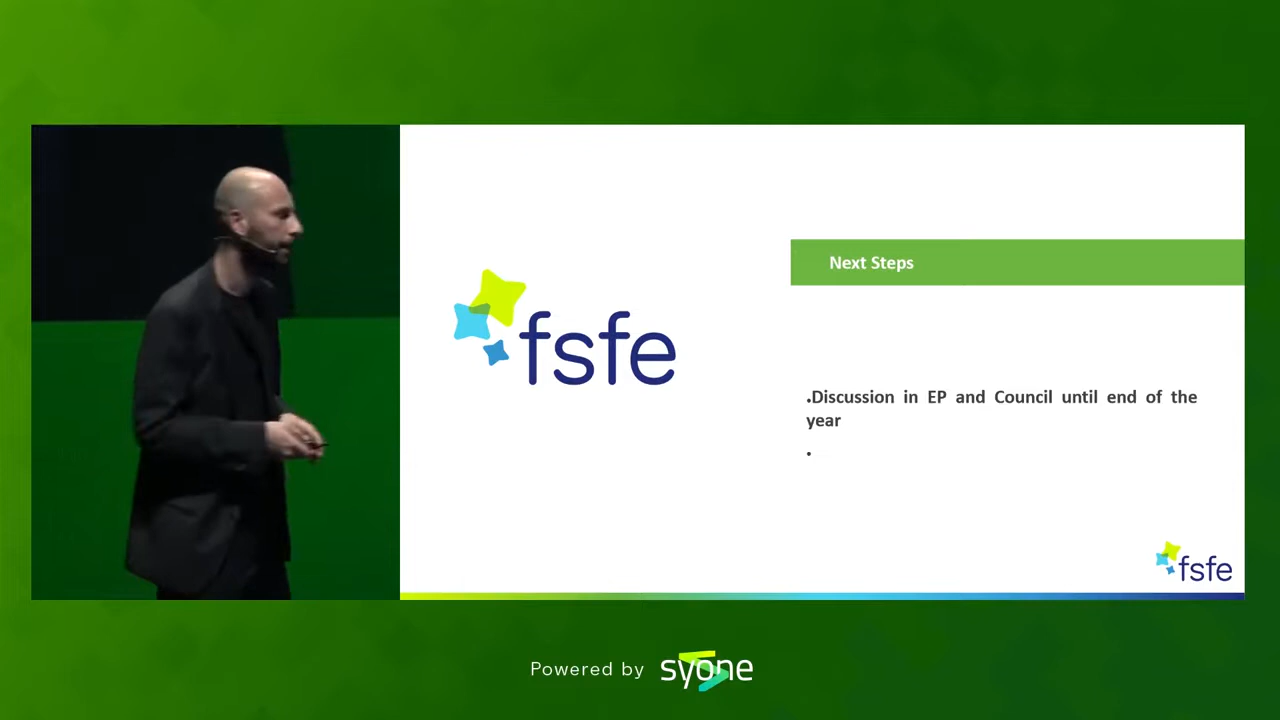 Next Steps
fsfe
.Discussion in EP and Council until end of the
year
.
fsfe
Powered by syone